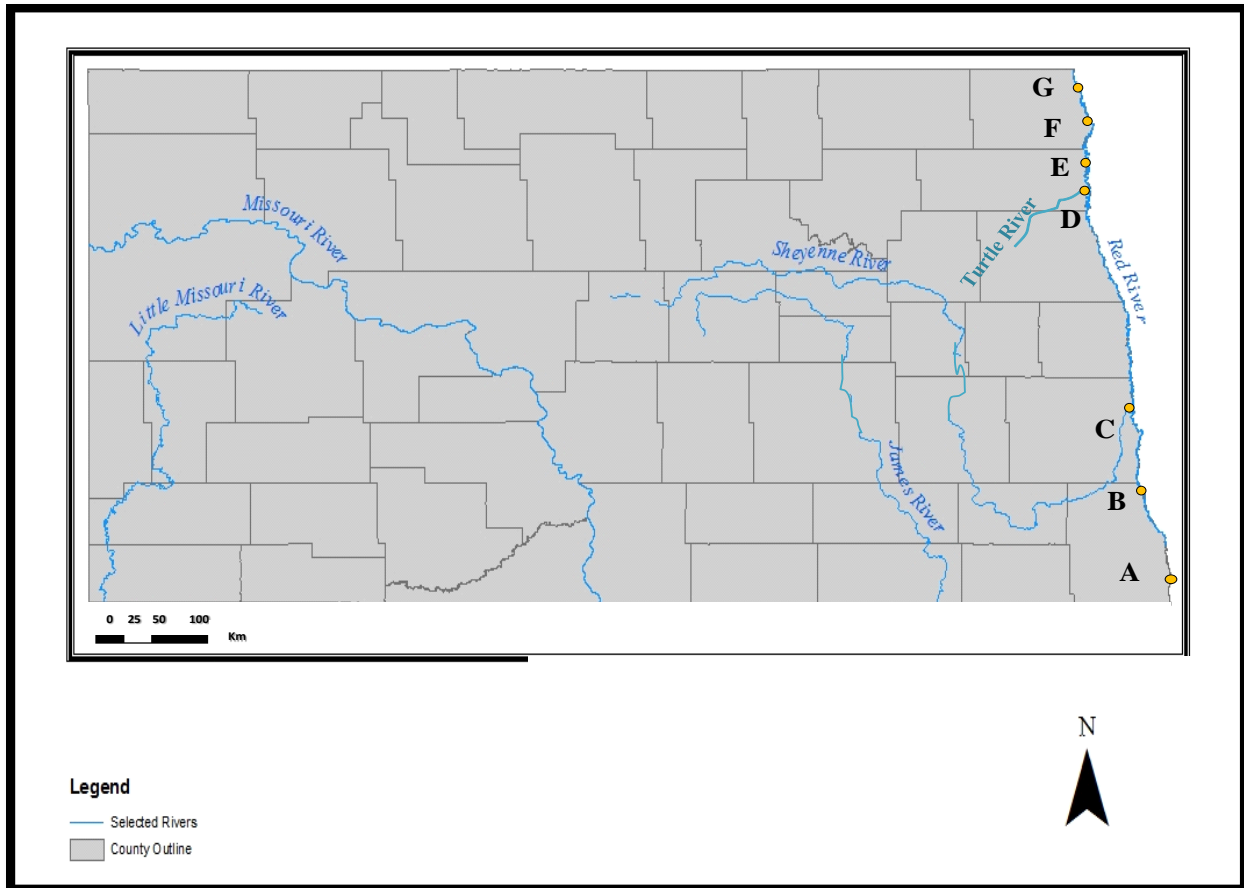 G
F
E
D
Turtle River
Missouri River
Sheyenne River
Red River
Little Missouri River
C
James River
B
A
0 25 50 100
Km
N
Legend
Selected Rivers
County Outline